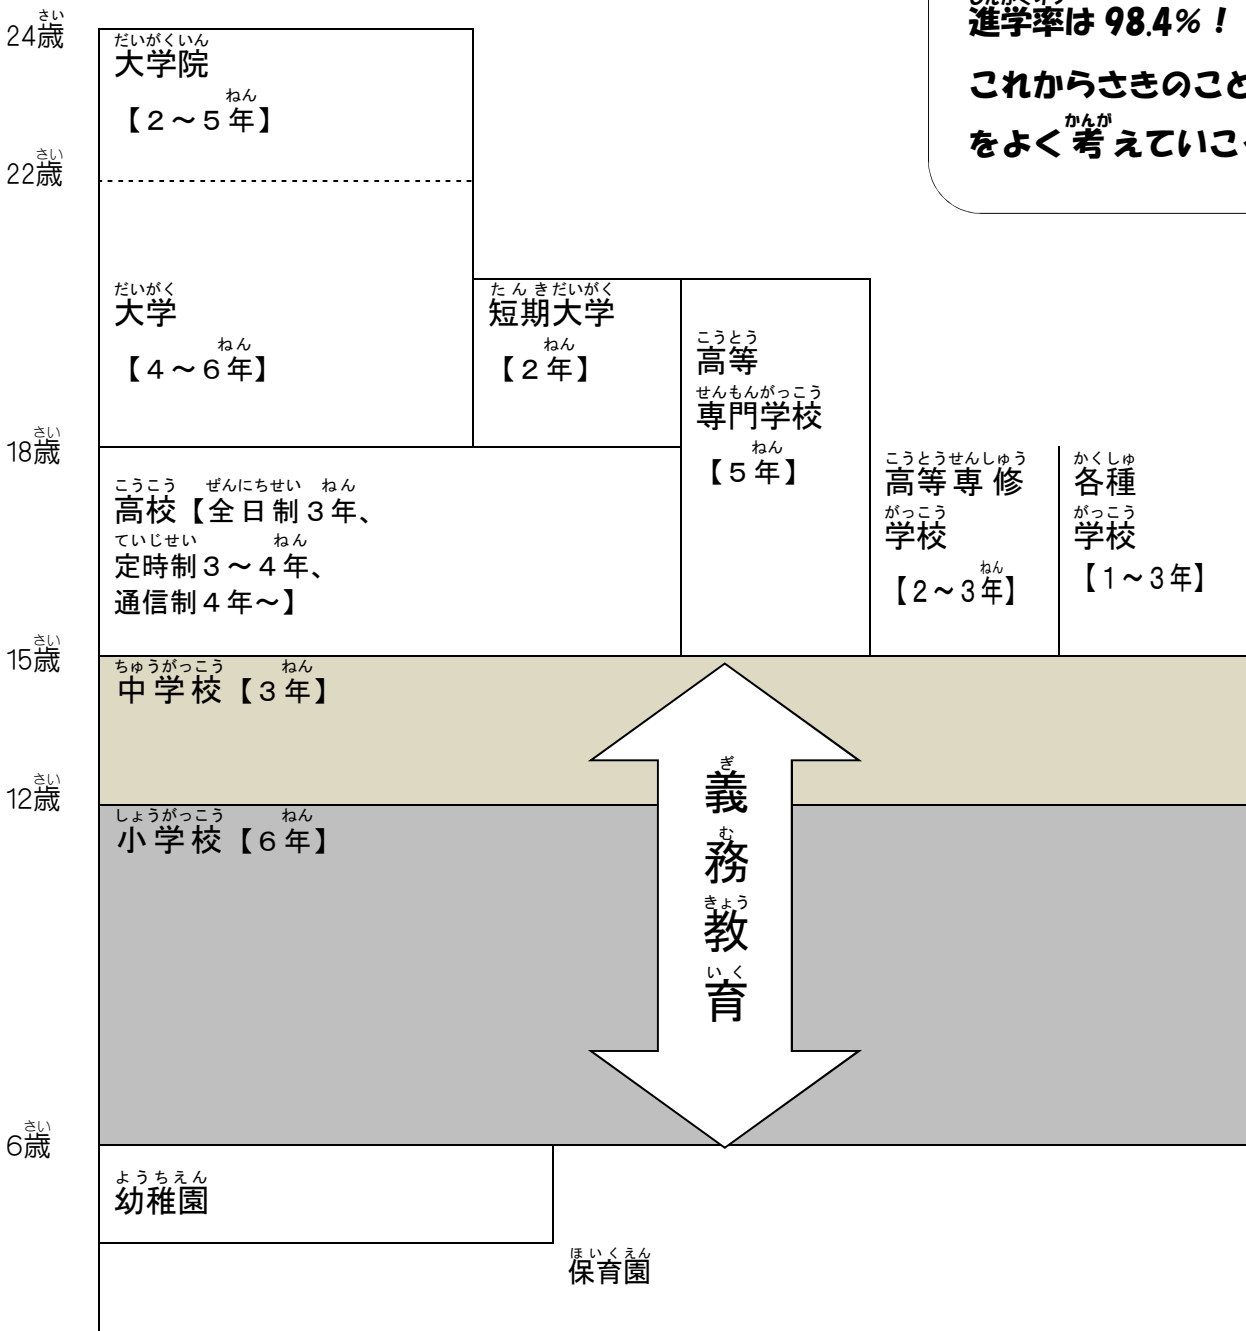 進学率は98.4%！
これからさきのこと
をよく考えていこ
24歳
22歳
18歳
15歳
12歳
6歳
大学院
【２～５年】
大学
【４～６年】
短期大学
【２年】
高等
専門学校
【５年】
高等専修
学校
【2～3年】
各種
学校
【1～3年】
高校【全日制３年、
定時制３～４年、
通信制４年～】
中学校【３年】
小学校【６年】
義務教育
幼稚園
保育園